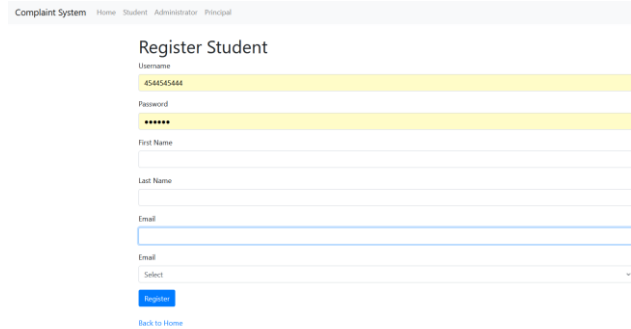 Complaint System Home Student Administrator Principal
Register Student
Username
4544545444
Password
••••••
First Name
Last Name
Email
Email
Select
Register
Back to Home